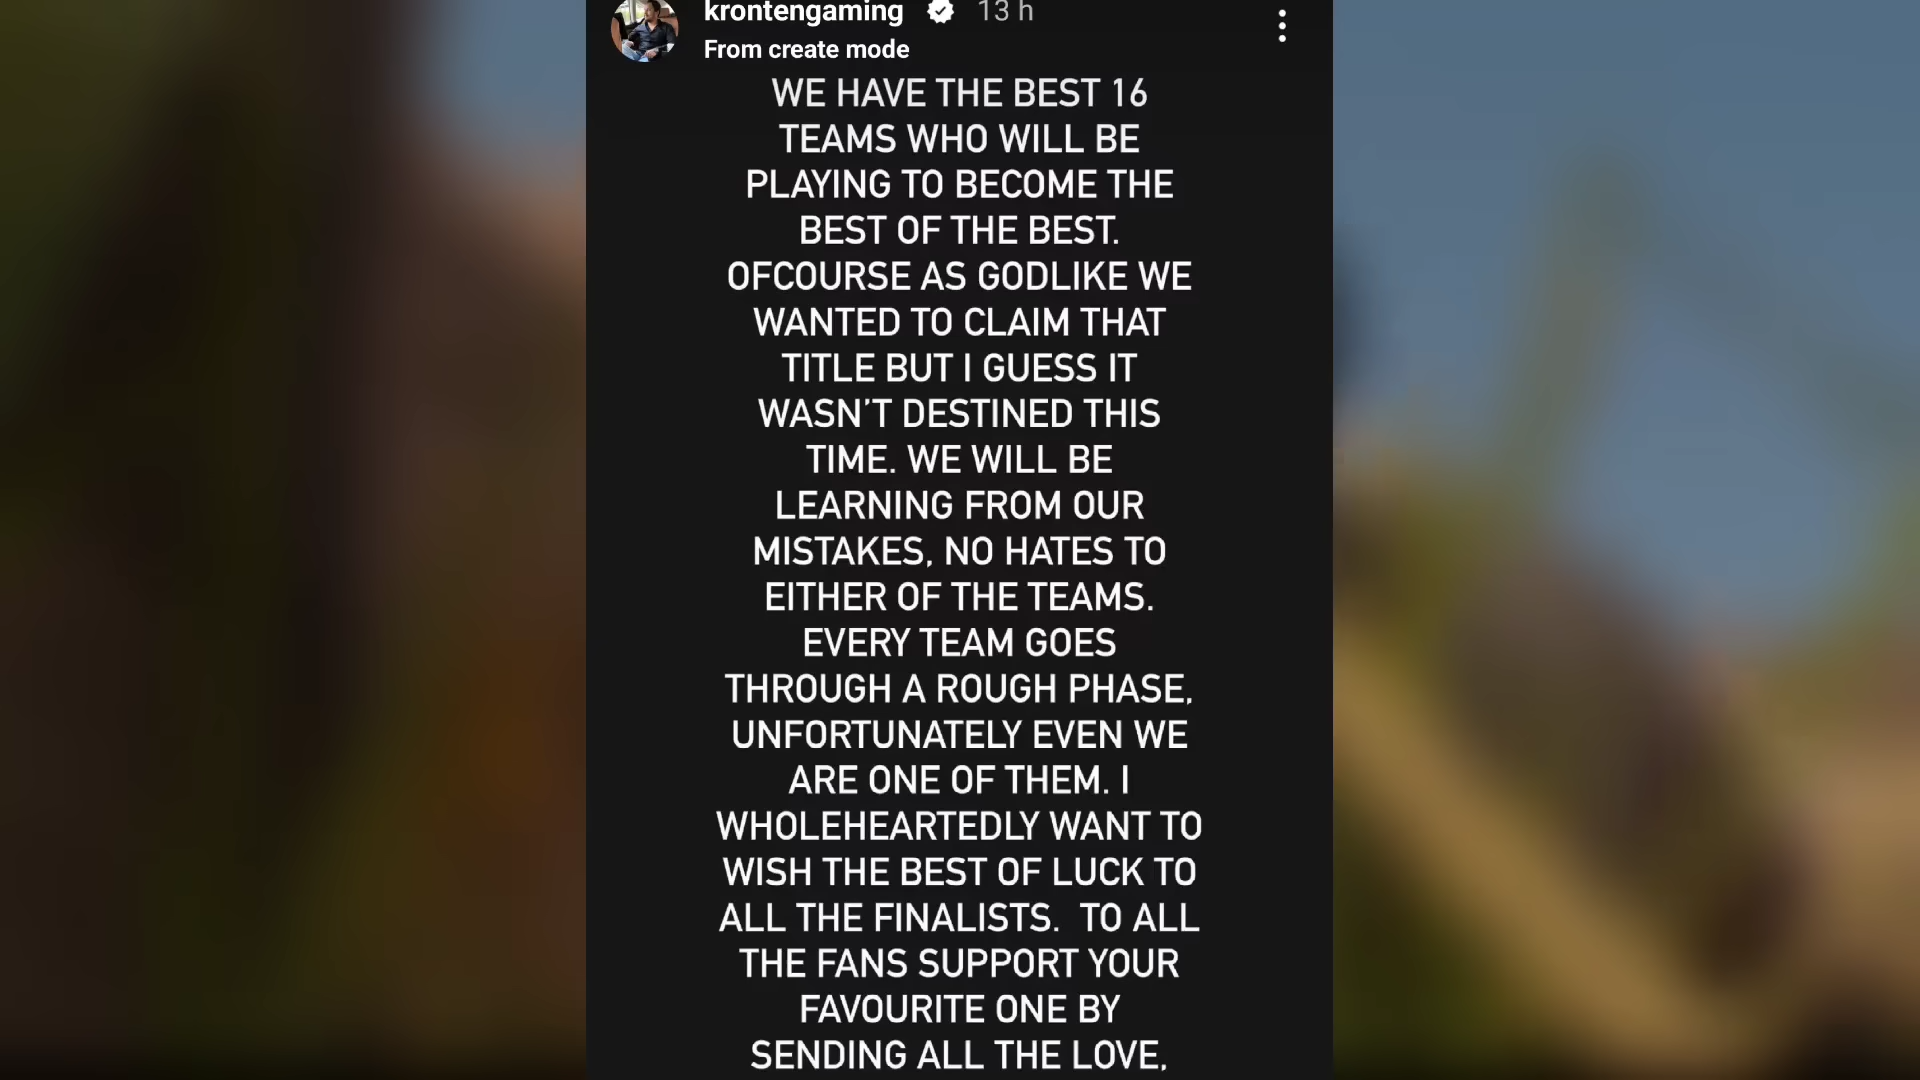 krontengaming 13 h
From create mode
WE HAVE THE BEST 16
TEAMS WHO WILL BE
PLAYING TO BECOME THE
BEST OF THE BEST.
OFCOURSE AS GODLIKE WE
WANTED TO CLAIM THAT
TITLE BUT I GUESS IT
WASN'T DESTINED THIS
TIME. WE WILL BE
LEARNING FROM OUR
MISTAKES, NO HATES TO
EITHER OF THE TEAMS.
EVERY TEAM GOES
THROUGH A ROUGH PHASE,
UNFORTUNATELY EVEN WE
ARE ONE OF THEM. I
WHOLEHEARTEDLY WANT TO
WISH THE BEST OF LUCK TO
ALL THE FINALISTS.  TO ALL
THE FANS SUPPORT YOUR
FAVOURITE ONE BY
SENDING ALL THE LOVE,